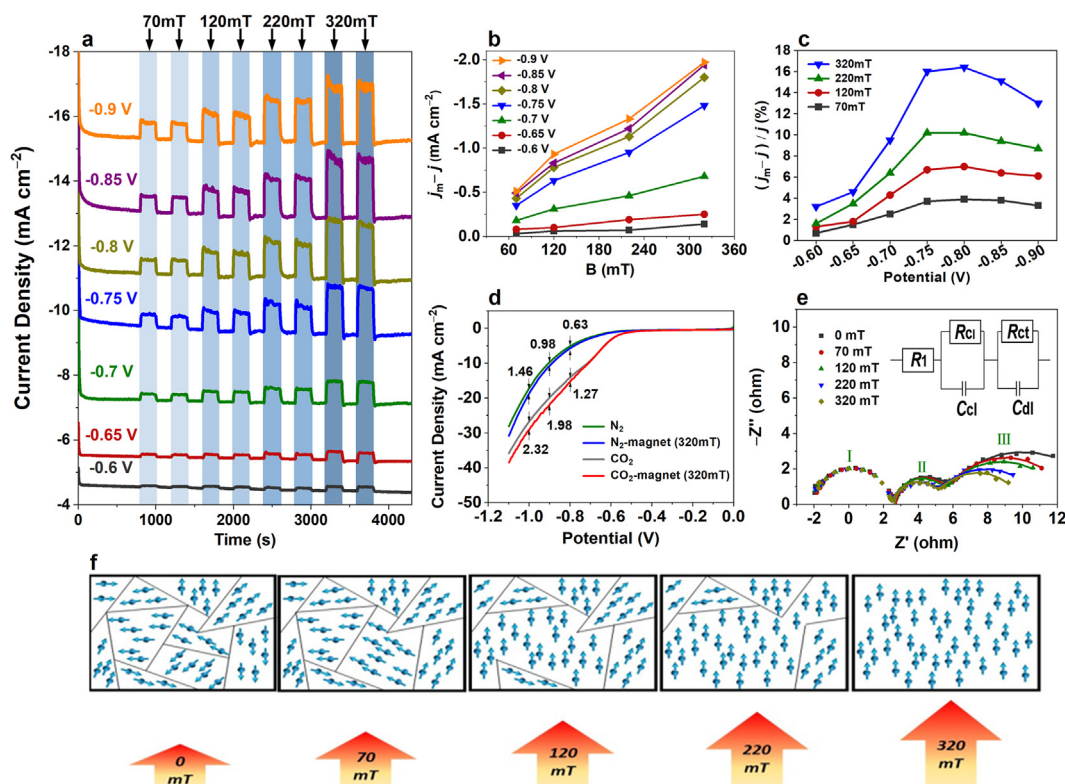 70mT 120mT 220mT 320mT
a
-18
-16
-14
-12
-10
-8
-6
-4
Current Density (mA cm⁻²)
-0.9 V
-0.85 V
-0.8 V
-0.75 V
-0.7 V
-0.65 V
-0.6 V
0 1000 2000 3000 4000
Time (s)
b
-2.0
-1.5
-1.0
-0.5
0.0
jm- j / mA cm⁻²
-0.9 V
-0.85 V
-0.8 V
-0.75 V
-0.7 V
-0.65 V
-0.6 V
60 120 180 240 300 360
B (mT)
c
18
16
14
12
10
8
6
4
2
0
(jm- j) / j (%)
320mT
220mT
120mT
70mT
-0.60 -0.65 -0.70 -0.75 -0.80 -0.85 -0.90
Potential (V)
d
10
0
-10
-20
-30
-40
-50
Current Density (mA cm⁻²)
0.63
0.98
1.46
1.27
1.98
2.32
N₂
N₂-magnet (320mT)
CO₂
CO₂-magnet (320mT)
-1.2 -1.0 -0.8 -0.6 -0.4 -0.2 0.0
Potential (V)
e
10
8
6
4
2
0
-Z'' (ohm)
0 mT
70 mT
120 mT
220 mT
320 mT
R1
Rcl
Rct
Ccl
Cdl
I
II
III
-4 -2 0 2 4 6 8 10 12
Z' (ohm)
f
0
mT
70
mT
120
mT
220
mT
320
mT